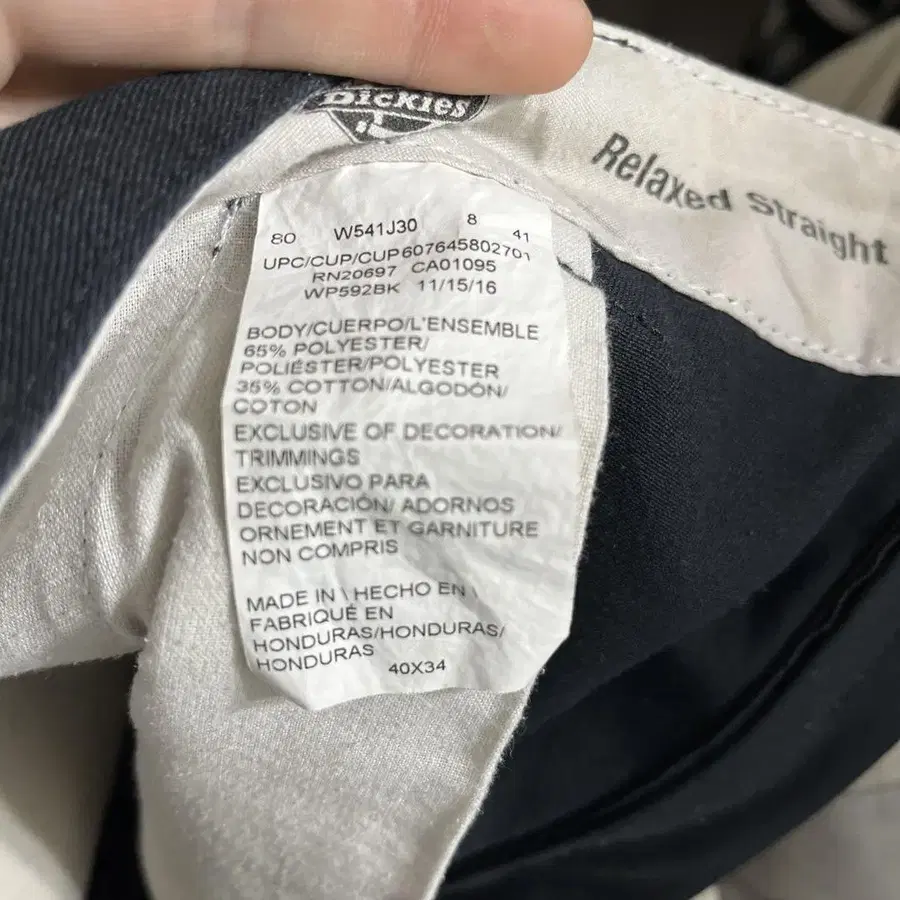 Dickies
Relaxed Straight
80 W541J30 8 41
UPC/CUP/CUP607645802701
RN20697 CA01095
WP592BK 11/15/16
BODY/CUERPO/L'ENSEMBLE
65% POLYESTER/
POLIÉSTER/POLYESTER
35% COTTON/ALGODÓN/
COTON
EXCLUSIVE OF DECORATION/
TRIMMINGS
EXCLUSIVO PARA
DECORACIÓN/ ADORNOS
ORNEMENT ET GARNITURE
NON COMPRIS
MADE IN \ HECHO EN \
FABRIQUÉ EN
HONDURAS/HONDURAS/
HONDURAS 40X34